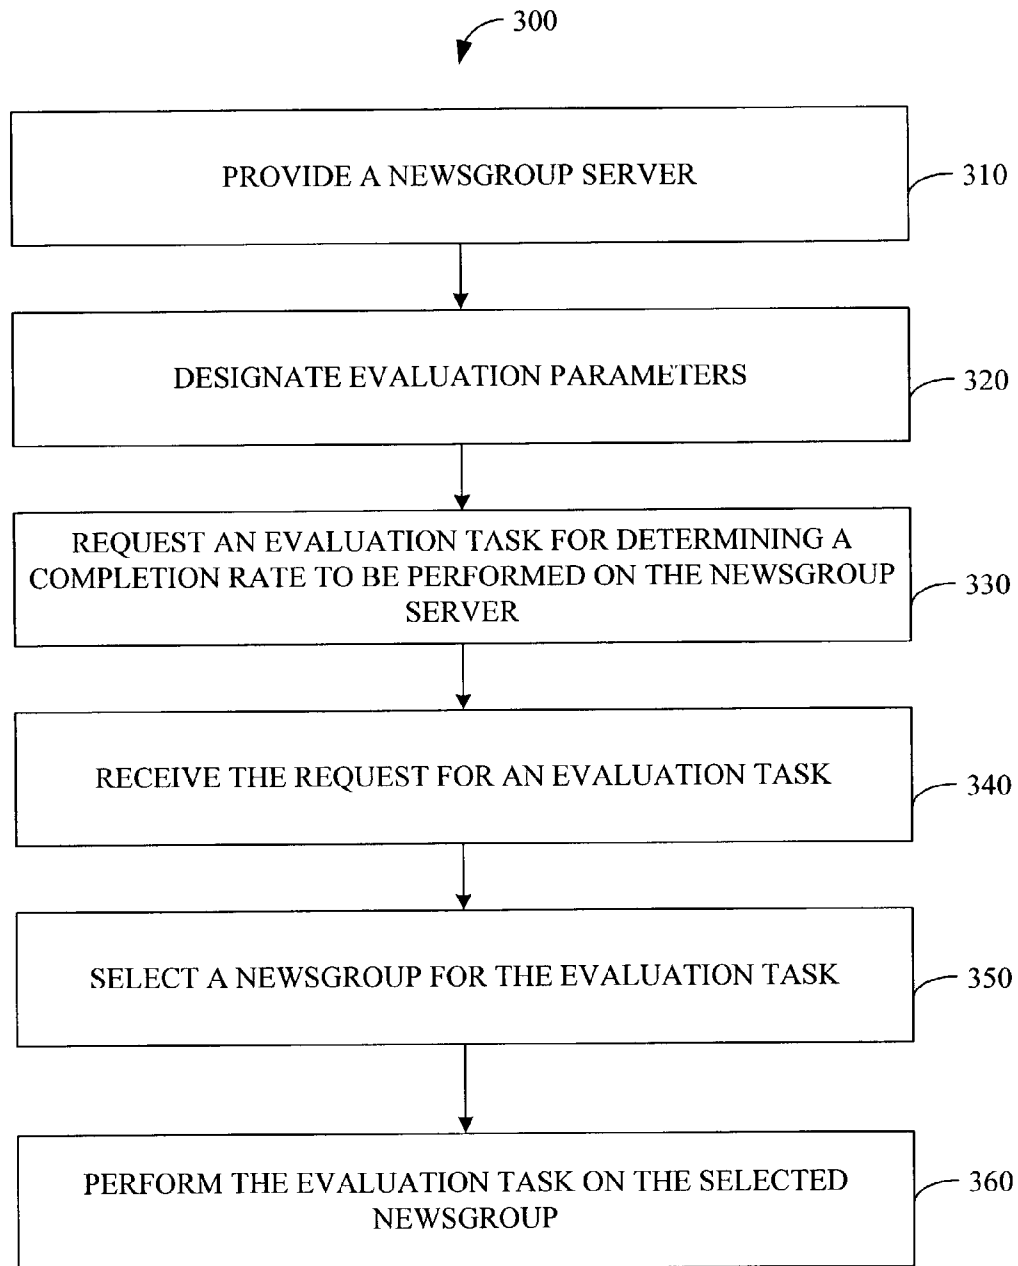 300
PROVIDE A NEWSGROUP SERVER
310
DESIGNATE EVALUATION PARAMETERS
320
REQUEST AN EVALUATION TASK FOR DETERMINING A
COMPLETION RATE TO BE PERFORMED ON THE NEWSGROUP
SERVER
330
RECEIVE THE REQUEST FOR AN EVALUATION TASK
340
SELECT A NEWSGROUP FOR THE EVALUATION TASK
350
PERFORM THE EVALUATION TASK ON THE SELECTED
NEWSGROUP
360